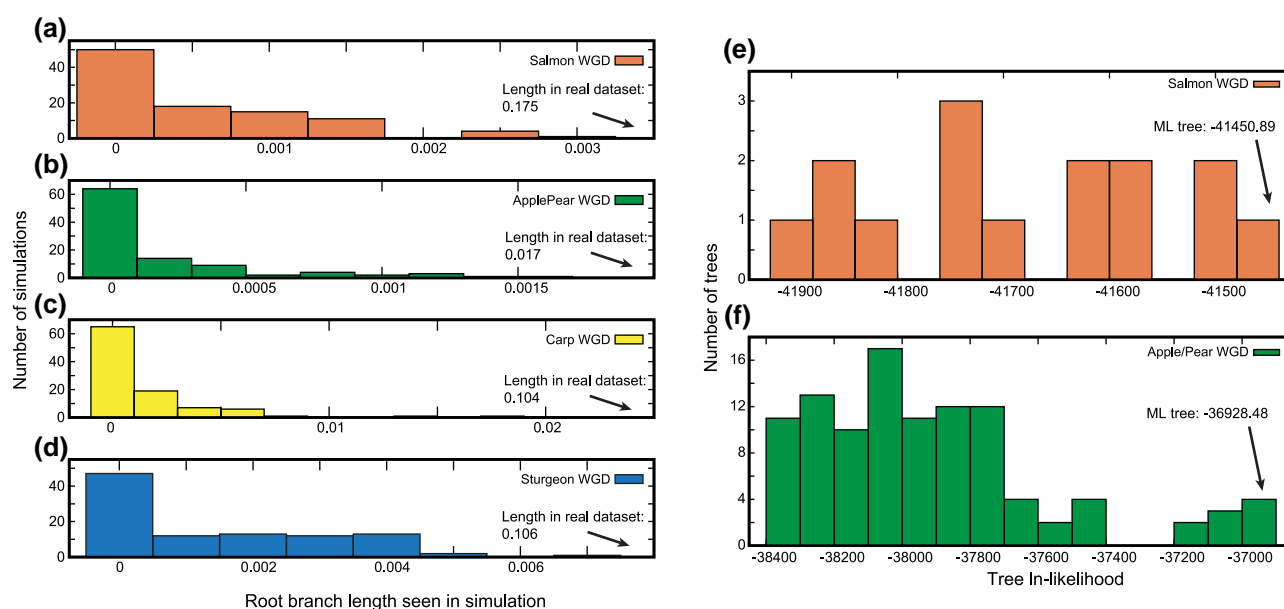 (a)
Salmon WGD
Length in real dataset:
0.175
40
20
0
0
0.001
0.002
0.003
(b)
ApplePear WGD
Length in real dataset:
0.017
60
40
20
0
0
0.0005
0.001
0.0015
(c)
Carp WGD
Length in real dataset:
0.104
60
40
20
0
0
0.01
0.02
(d)
Sturgeon WGD
Length in real dataset:
0.106
40
20
0
0
0.002
0.004
0.006
Number of simulations
Root branch length seen in simulation
(e)
Salmon WGD
ML tree: -41450.89
3
2
1
0
-41900
-41800
-41700
-41600
-41500
(f)
Apple/Pear WGD
ML tree: -36928.48
16
12
8
4
0
-38400
-38200
-38000
-37800
-37600
-37400
-37200
-37000
Number of trees
Tree In-likelihood